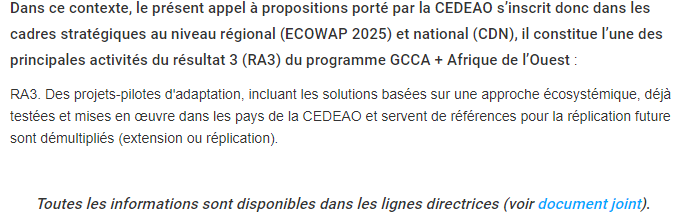 Dans ce contexte, le présent appel à propositions porté par la CEDEAO s’inscrit donc dans les
cadres stratégiques au niveau régional (ECOWAP 2025) et national (CDN), il constitue l’une des
principales activités du résultat 3 (RA3) du programme GCCA + Afrique de l’Ouest :
RA3. Des projets-pilotes d'adaptation, incluant les solutions basées sur une approche écosystémique, déjà
testées et mises en œuvre dans les pays de la CEDEAO et servent de références pour la réplication future
sont démultipliés (extension ou réplication).
Toutes les informations sont disponibles dans les lignes directrices (voir document joint).